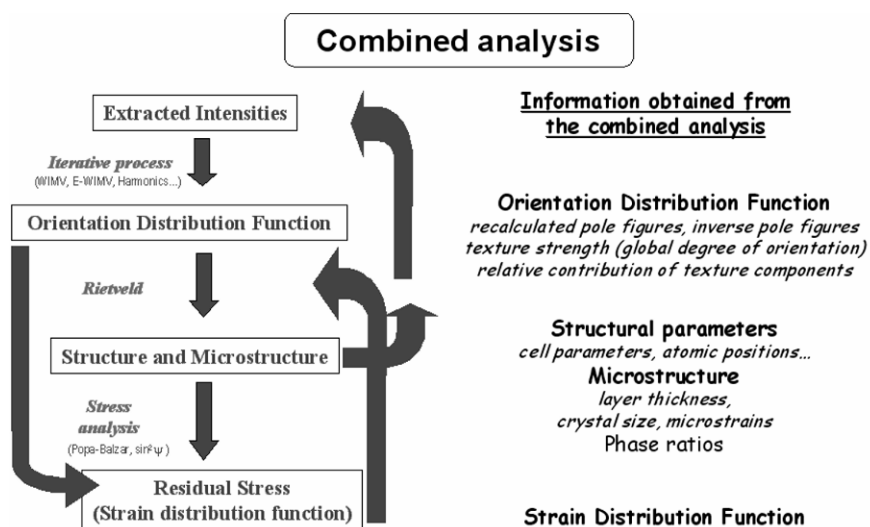 Combined analysis
Extracted Intensities
Iterative process
(WIMV, E-WIMV, Harmonics...)
Orientation Distribution Function
Rietveld
Structure and Microstructure
Stress
analysis
(Popa-Balzar, sin²ψ )
Residual Stress
(Strain distribution function)
Information obtained from
the combined analysis
Orientation Distribution Function
recalculated pole figures, inverse pole figures
texture strength (global degree of orientation)
relative contribution of texture components
Structural parameters
cell parameters, atomic positions...
Microstructure
layer thickness,
crystal size, microstrains
Phase ratios
Strain Distribution Function